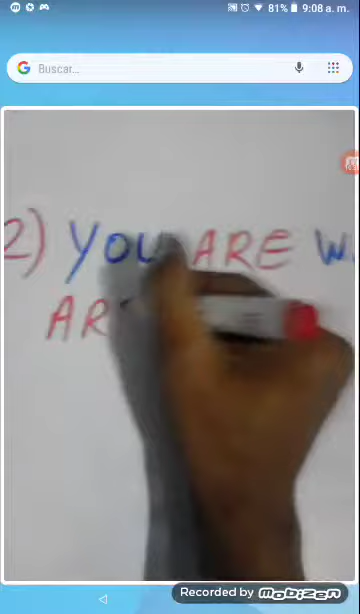 81% 9:08 a. m.
Buscar...
2) YOU ARE
Recorded by mobizen